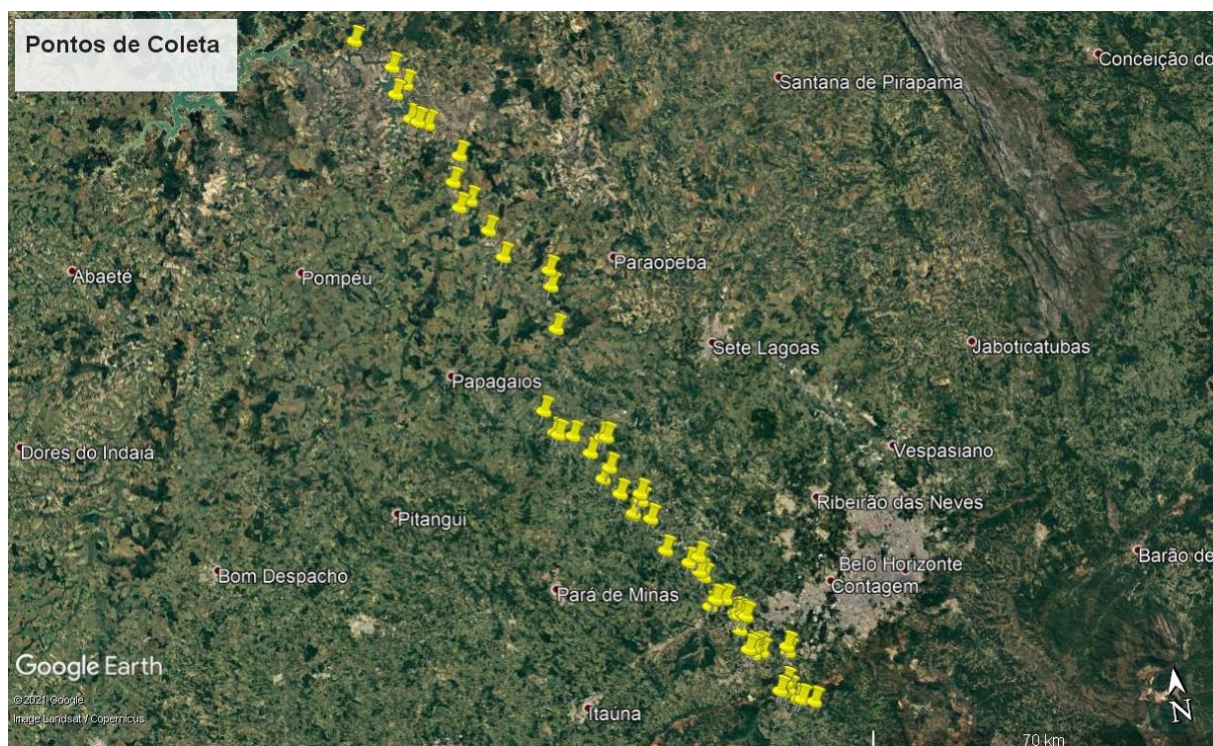 Pontos de Coleta
Conceição do
Santana de Pirapama
Abaeté
Pompéu
Paraopeba
Sete Lagoas
Jaboticatubas
Papagaios
Dores do Indaiá
Vespasiano
Ribeirão das Neves
Pitangui
Bom Despacho
Belo Horizonte
Barão de
Contagem
Pará de Minas
Google Earth
©2021 Google
Image Landsat / Copernicus
Itaúna
N
70 km